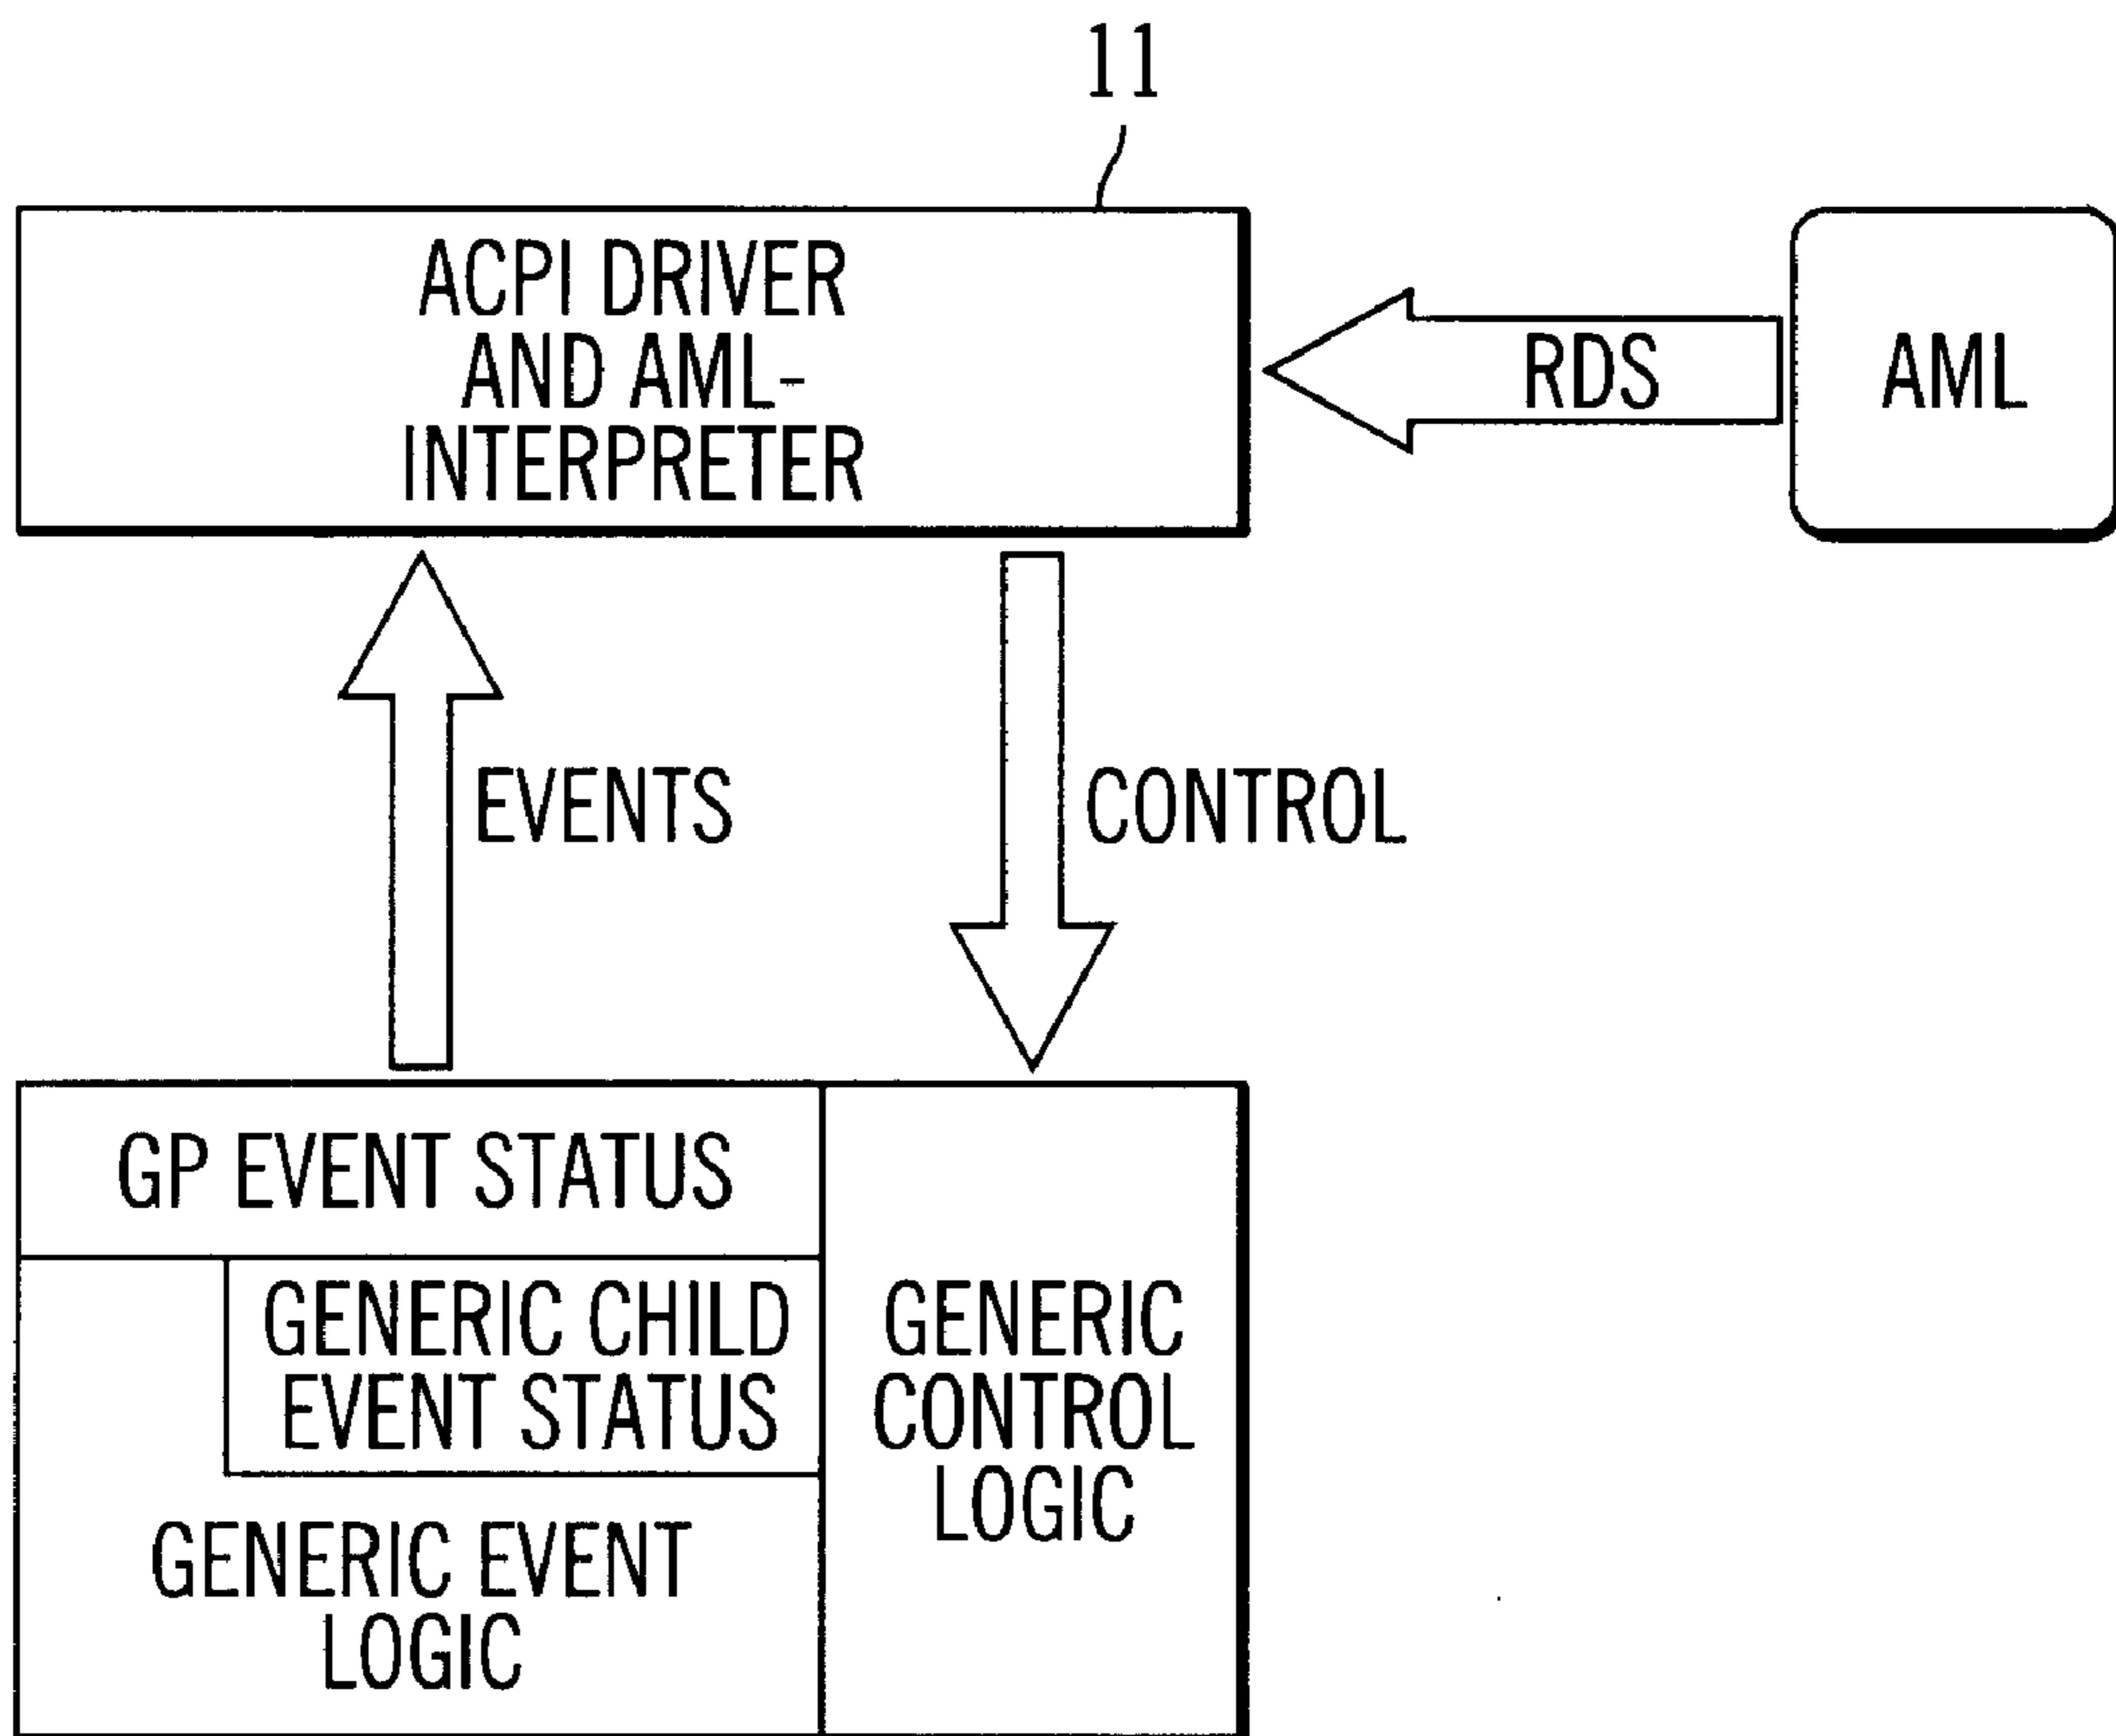 11
ACPI DRIVER
AND AML-
INTERPRETER
RDS
AML
EVENTS
CONTROL
GP EVENT STATUS
GENERIC CHILD
EVENT STATUS
GENERIC EVENT
LOGIC
GENERIC
CONTROL
LOGIC